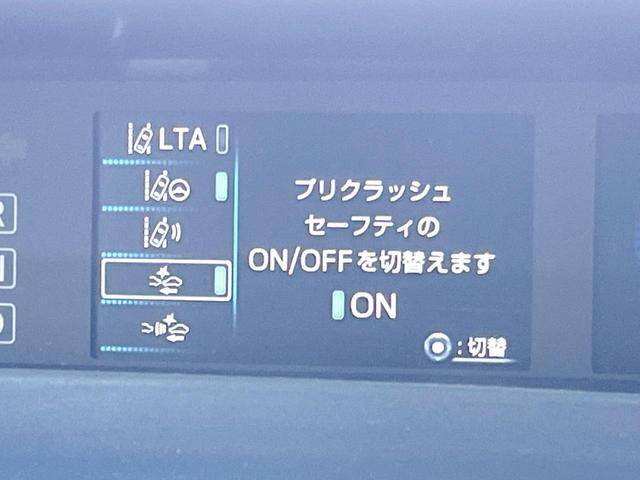 LTA
プリクラッシュ
セーフティの
ON/OFFを切替えます
ON
:切替